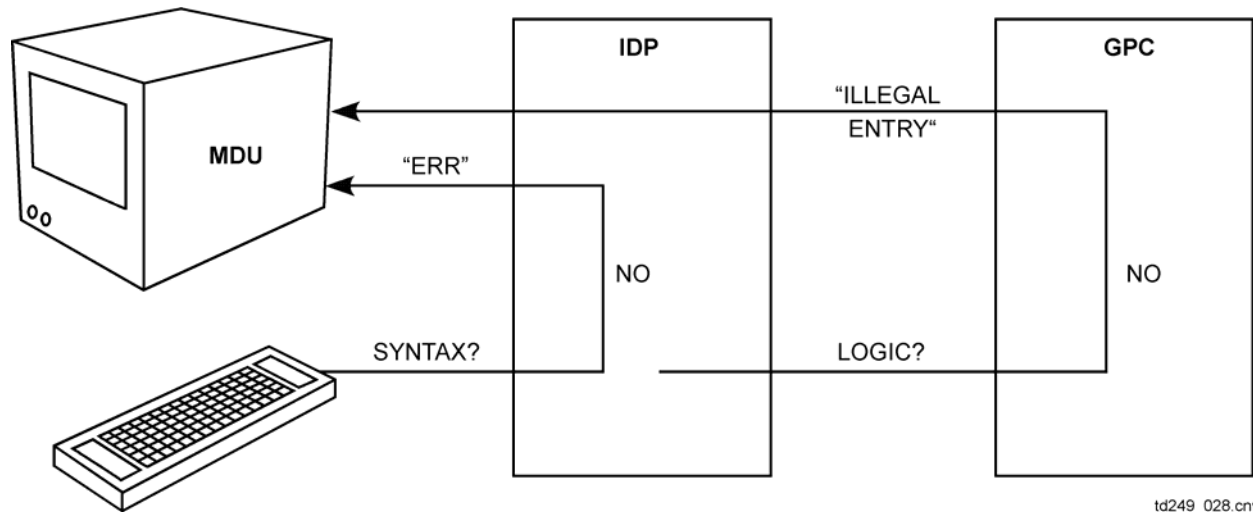 IDP
GPC
“ILLEGAL
ENTRY“
MDU
“ERR”
NO
NO
SYNTAX?
LOGIC?
td249_028.cnv